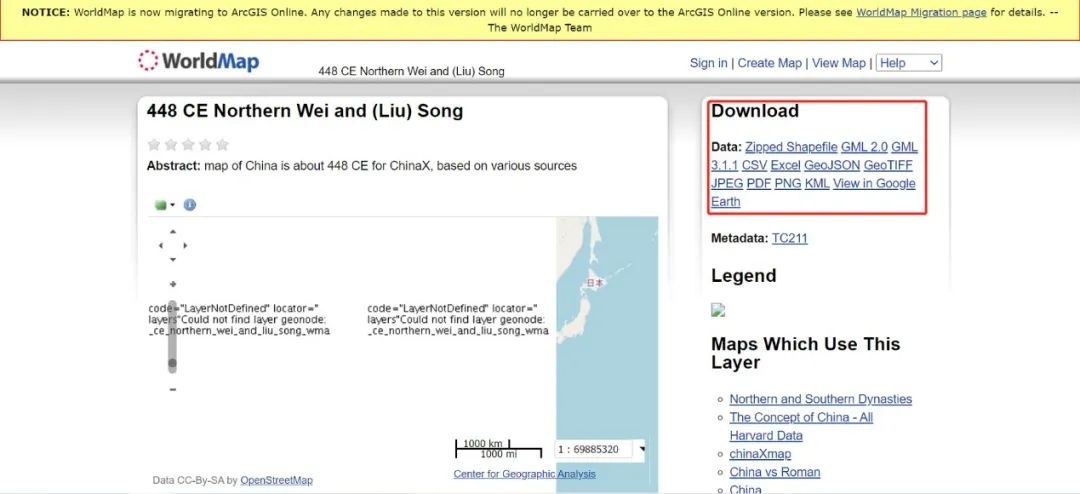 NOTICE: WorldMap is now migrating to ArcGIS Online. Any changes made to this version will no longer be carried over to the ArcGIS Online version. Please see WorldMap Migration page for details. --
The WorldMap Team
WorldMap
448 CE Northern Wei and (Liu) Song
Sign in | Create Map | View Map | Help
448 CE Northern Wei and (Liu) Song
Abstract: map of China is about 448 CE for ChinaX, based on various sources
日本
code="LayerNotDefined" locator="
layers"Could not find layer geonode:
_ce_northern_wei_and_liu_song_wma
code="LayerNotDefined" locator="
layers"Could not find layer geonode:
_ce_northern_wei_and_liu_song_wma
1000 km
1000 mi
1 : 69885320
Data CC-By-SA by OpenStreetMap
Center for Geographic Analysis
Download
Data: Zipped Shapefile GML 2.0 GML
3.1.1 CSV Excel GeoJSON GeoTIFF
JPEG PDF PNG KML View in Google
Earth
Metadata: TC211
Legend
Maps Which Use This
Layer
Northern and Southern Dynasties
The Concept of China - All
Harvard Data
chinaXmap
China vs Roman
China